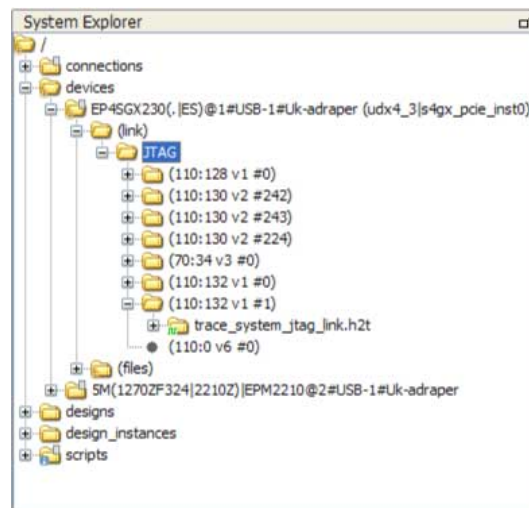 System Explorer
/
connections
devices
EP4SGX230(.|ES)@1#USB-1#Uk-adraper (udx4_3|s4gx_pcie_inst0)
(link)
JTAG
(110:128 v1 #0)
(110:130 v2 #242)
(110:130 v2 #243)
(110:130 v2 #224)
(70:34 v3 #0)
(110:132 v1 #0)
(110:132 v1 #1)
trace_system_jtag_link.h2t
(110:0 v6 #0)
(files)
5M(1270ZF324|2210Z)|EPM2210@2#USB-1#Uk-adraper
designs
design_instances
scripts